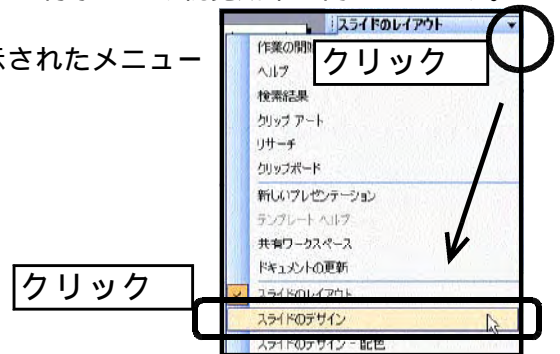 スライドのレイアウト
示されたメニュー
作業の開始
クリック
ヘルプ
検索結果
クリップ アート
リサーチ
クリップボード
新しいプレゼンテーション
テンプレート ヘルプ
共有ワークスペース
ドキュメントの更新
クリック
スライドのレイアウト
スライドのデザイン
スライドのデザイン - 配色